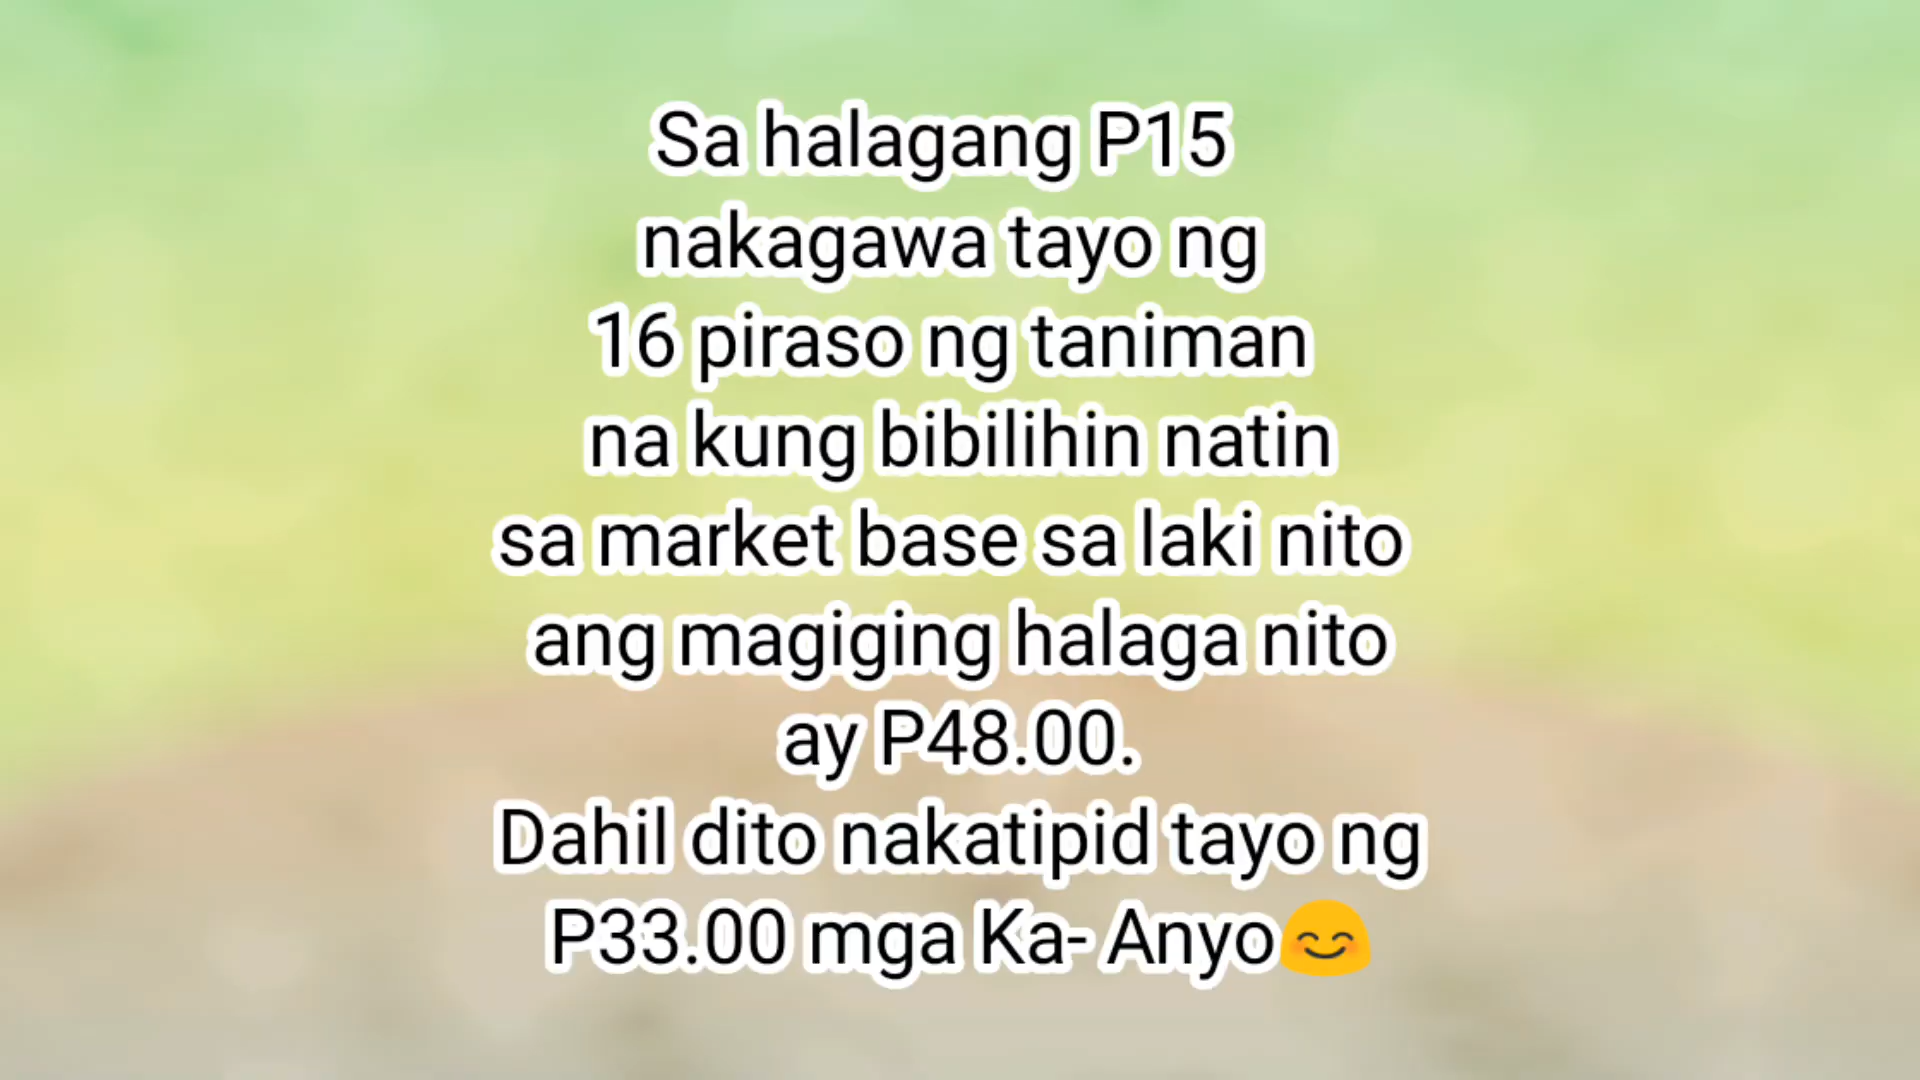 Sa halagang P15
nakagawa tayo ng
16 piraso ng taniman
na kung bibilihin natin
sa market base sa laki nito
ang magiging halaga nito
ay P48.00.
Dahil dito nakatipid tayo ng
P33.00 mga Ka- Anyo😊